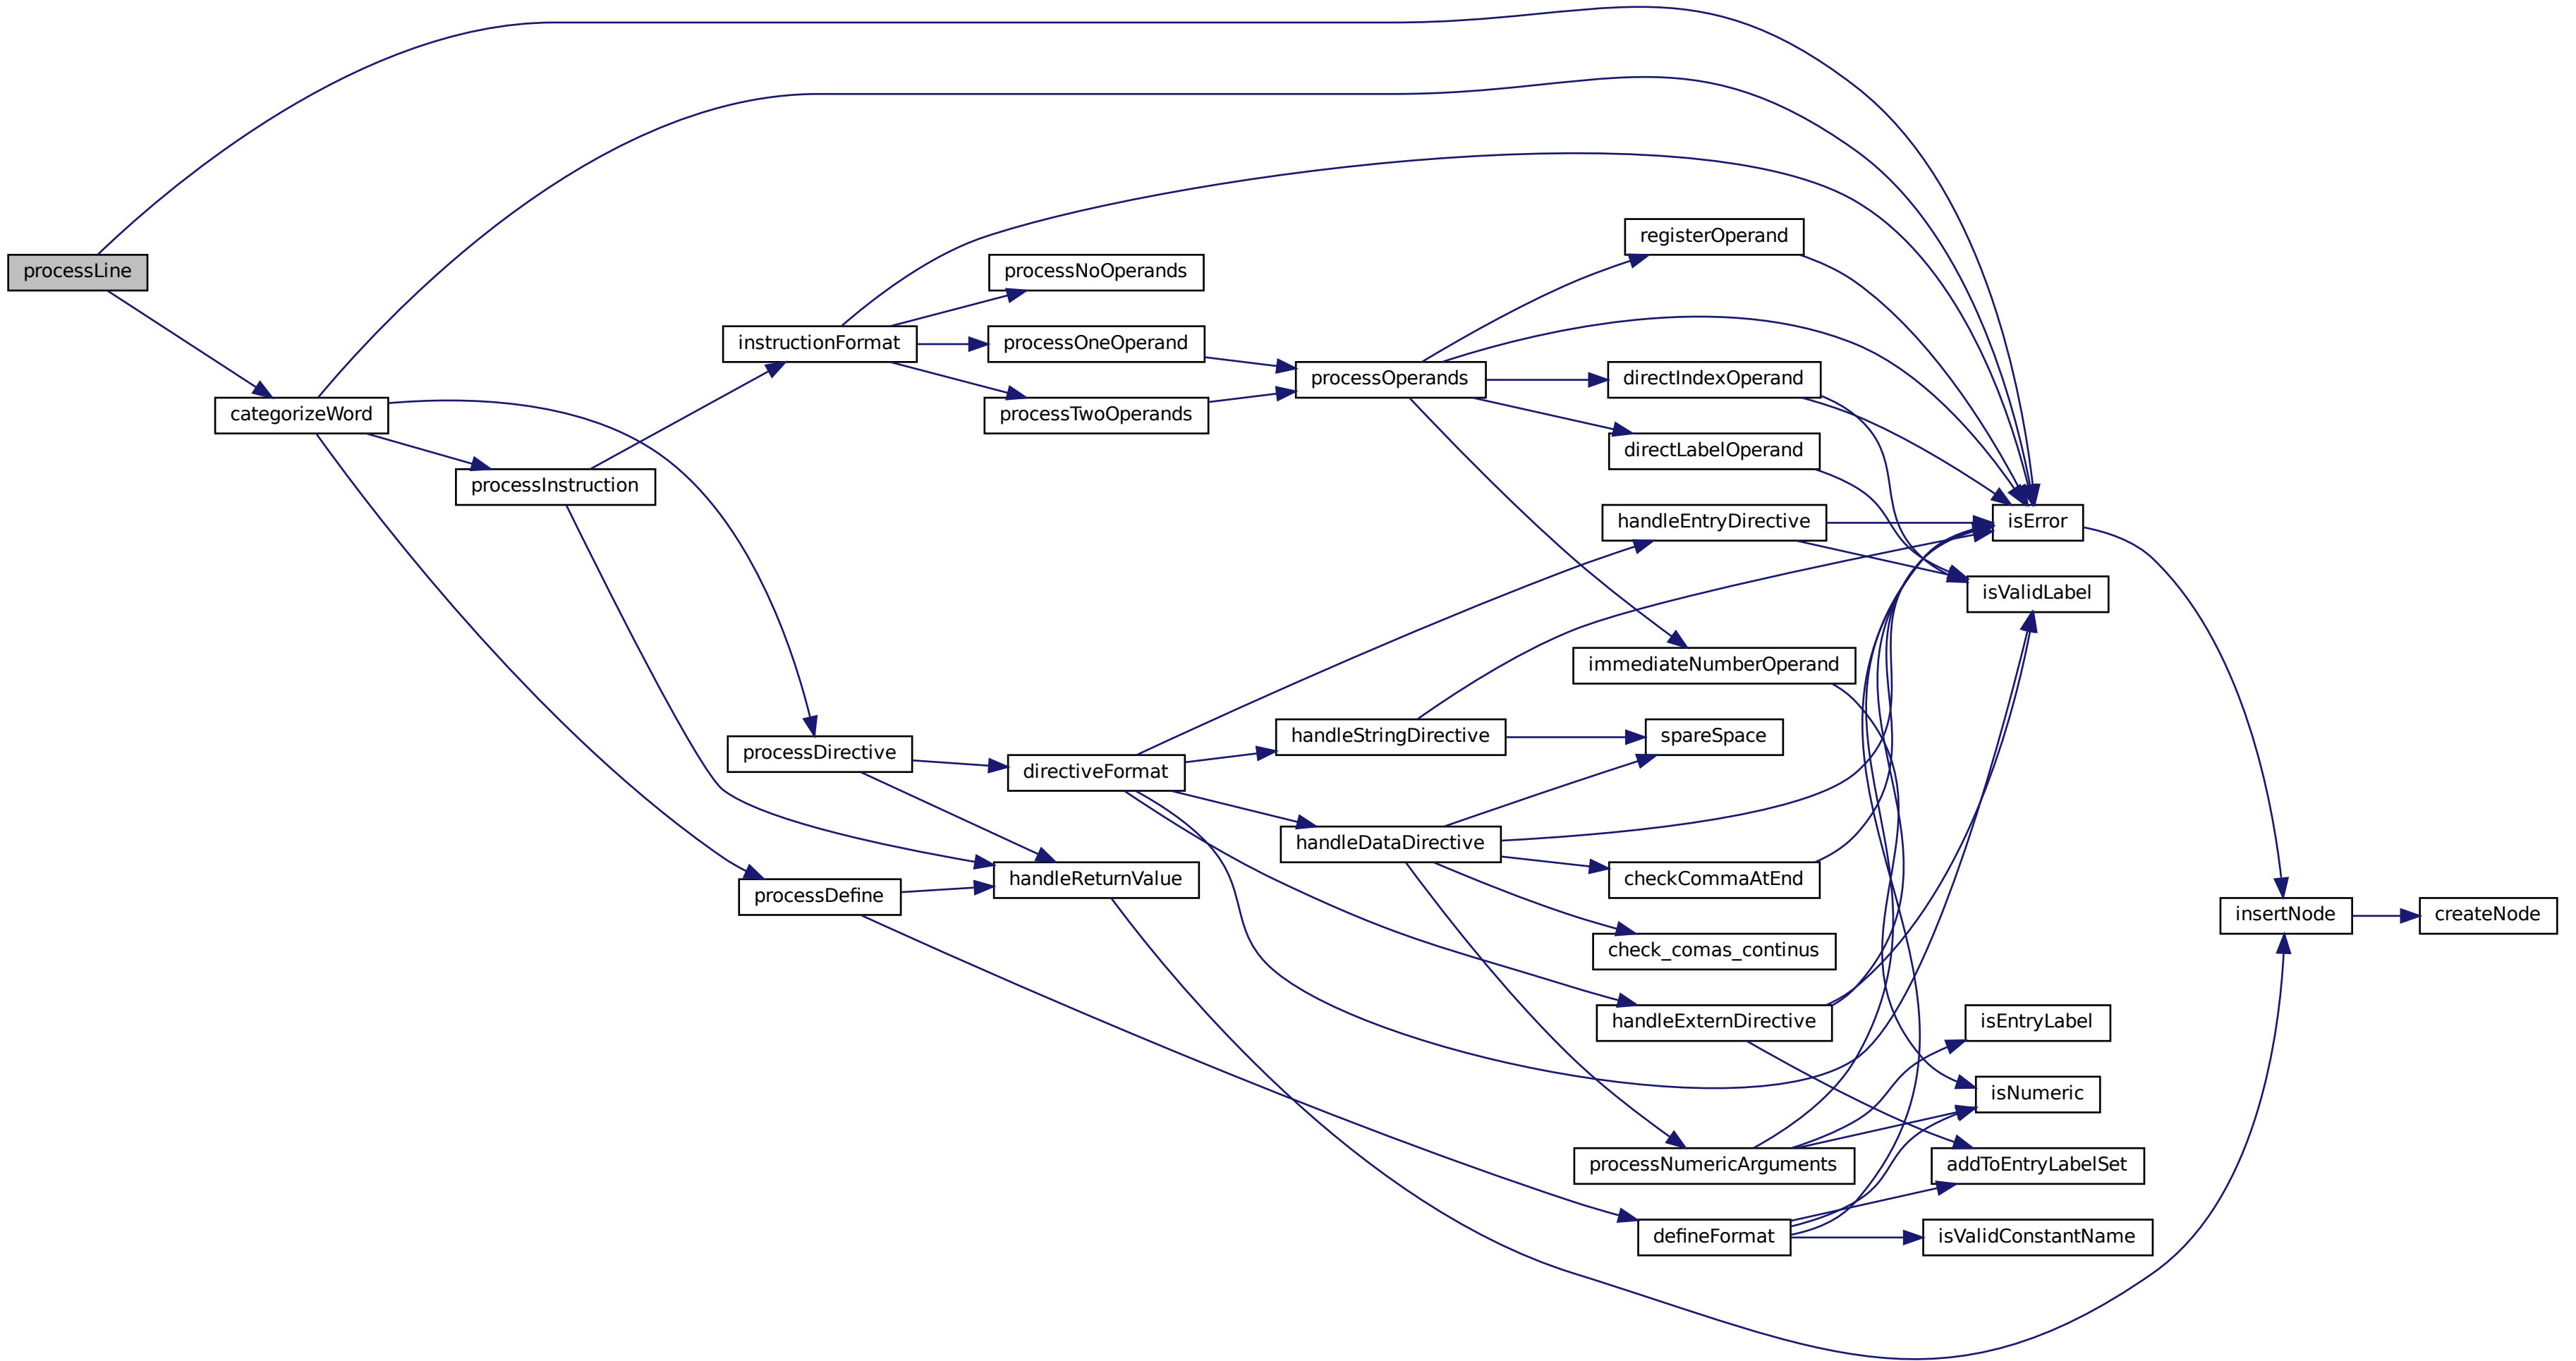 processLine
categorizeWord
processInstruction
instructionFormat
processNoOperands
processOneOperand
processTwoOperands
processOperands
registerOperand
directIndexOperand
directLabelOperand
handleEntryDirective
isError
isValidLabel
immediateNumberOperand
handleStringDirective
spareSpace
processDirective
directiveFormat
handleDataDirective
processDefine
handleReturnValue
checkCommaAtEnd
check_comas_continus
insertNode
createNode
handleExternDirective
isEntryLabel
isNumeric
processNumericArguments
addToEntryLabelSet
defineFormat
isValidConstantName